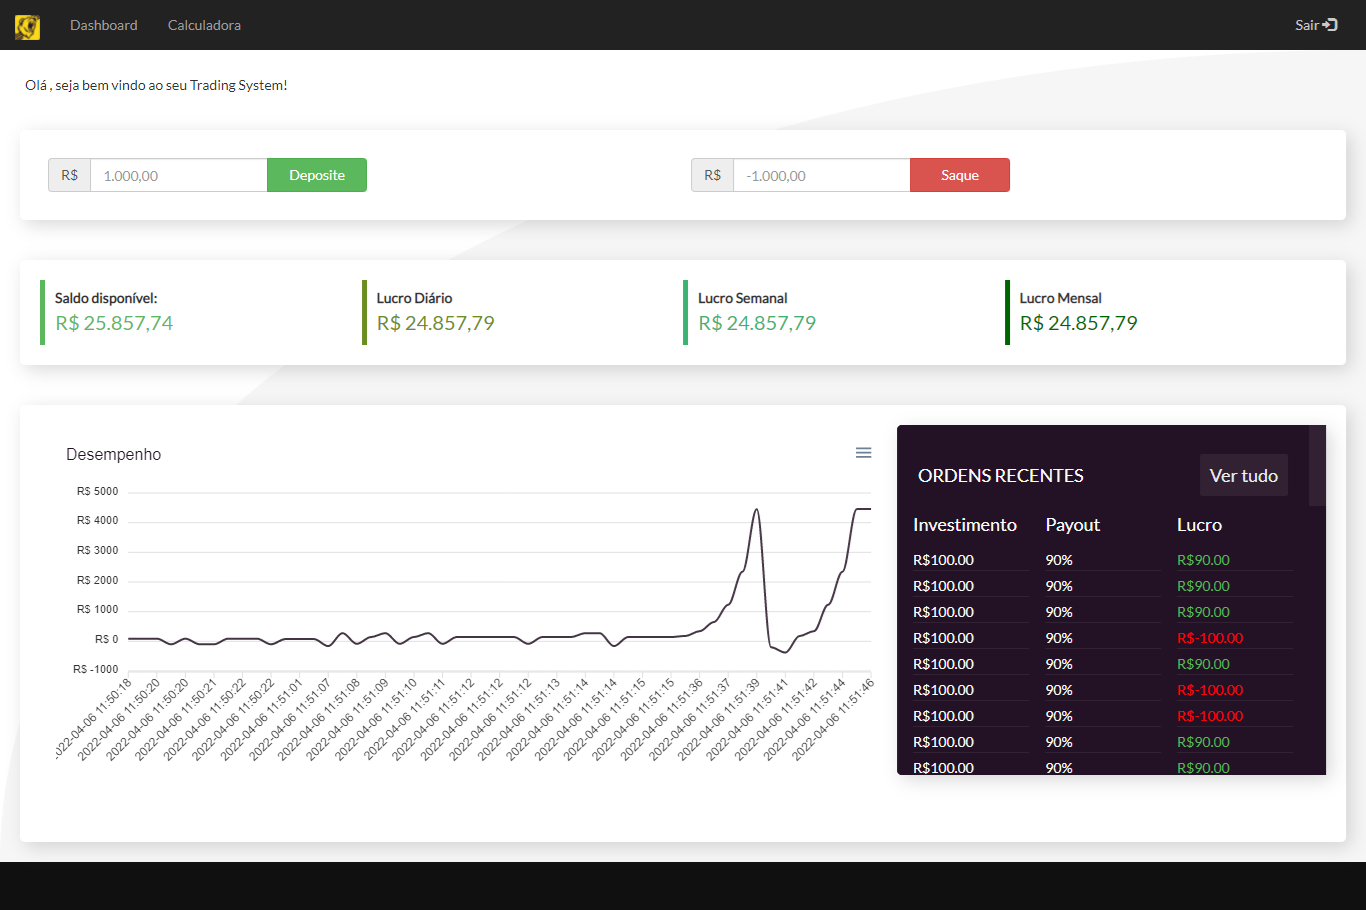 Dashboard Calculadora Sair
Olá , seja bem vindo ao seu Trading System!
R$ 1.000,00 Deposite R$ -1.000,00 Saque
Saldo disponível: Lucro Diário Lucro Semanal Lucro Mensal
R$ 25.857,74 R$ 24.857,79 R$ 24.857,79 R$ 24.857,79
Desempenho
R$ 5000
R$ 4000
R$ 3000
R$ 2000
R$ 1000
R$ 0
R$ -1000
2022-04-06 11:50:18
2022-04-06 11:50:20
2022-04-06 11:50:20
2022-04-06 11:50:21
2022-04-06 11:50:22
2022-04-06 11:50:22
2022-04-06 11:51:01
2022-04-06 11:51:07
2022-04-06 11:51:08
2022-04-06 11:51:09
2022-04-06 11:51:10
2022-04-06 11:51:11
2022-04-06 11:51:12
2022-04-06 11:51:12
2022-04-06 11:51:12
2022-04-06 11:51:13
2022-04-06 11:51:14
2022-04-06 11:51:14
2022-04-06 11:51:15
2022-04-06 11:51:15
2022-04-06 11:51:36
2022-04-06 11:51:37
2022-04-06 11:51:39
2022-04-06 11:51:41
2022-04-06 11:51:42
2022-04-06 11:51:44
2022-04-06 11:51:46
ORDENS RECENTES Ver tudo
Investimento Payout Lucro
R$100.00 90% R$90.00
R$100.00 90% R$90.00
R$100.00 90% R$90.00
R$100.00 90% R$-100.00
R$100.00 90% R$90.00
R$100.00 90% R$-100.00
R$100.00 90% R$-100.00
R$100.00 90% R$90.00
R$100.00 90% R$90.00